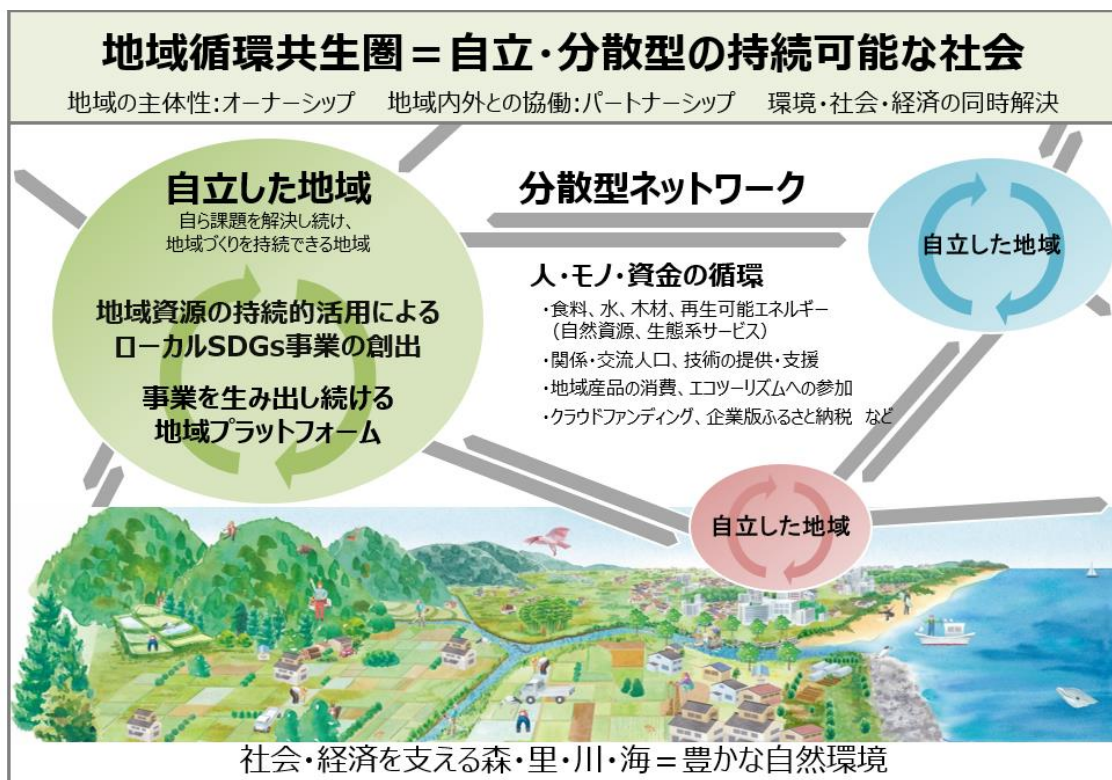 地域循環共生圏＝自立・分散型の持続可能な社会
地域の主体性:オーナーシップ　地域内外との協働:パートナーシップ　環境・社会・経済の同時解決
自立した地域
自ら課題を解決し続け、
地域づくりを持続できる地域
地域資源の持続的活用による
ローカルSDGs事業の創出
事業を生み出し続ける
地域プラットフォーム
分散型ネットワーク
人・モノ・資金の循環
・食料、水、木材、再生可能エネルギー
（自然資源、生態系サービス）
・関係・交流人口、技術の提供・支援
・地域産品の消費、エコツーリズムへの参加
・クラウドファンディング、企業版ふるさと納税　など
自立した地域
自立した地域
社会・経済を支える森・里・川・海＝豊かな自然環境